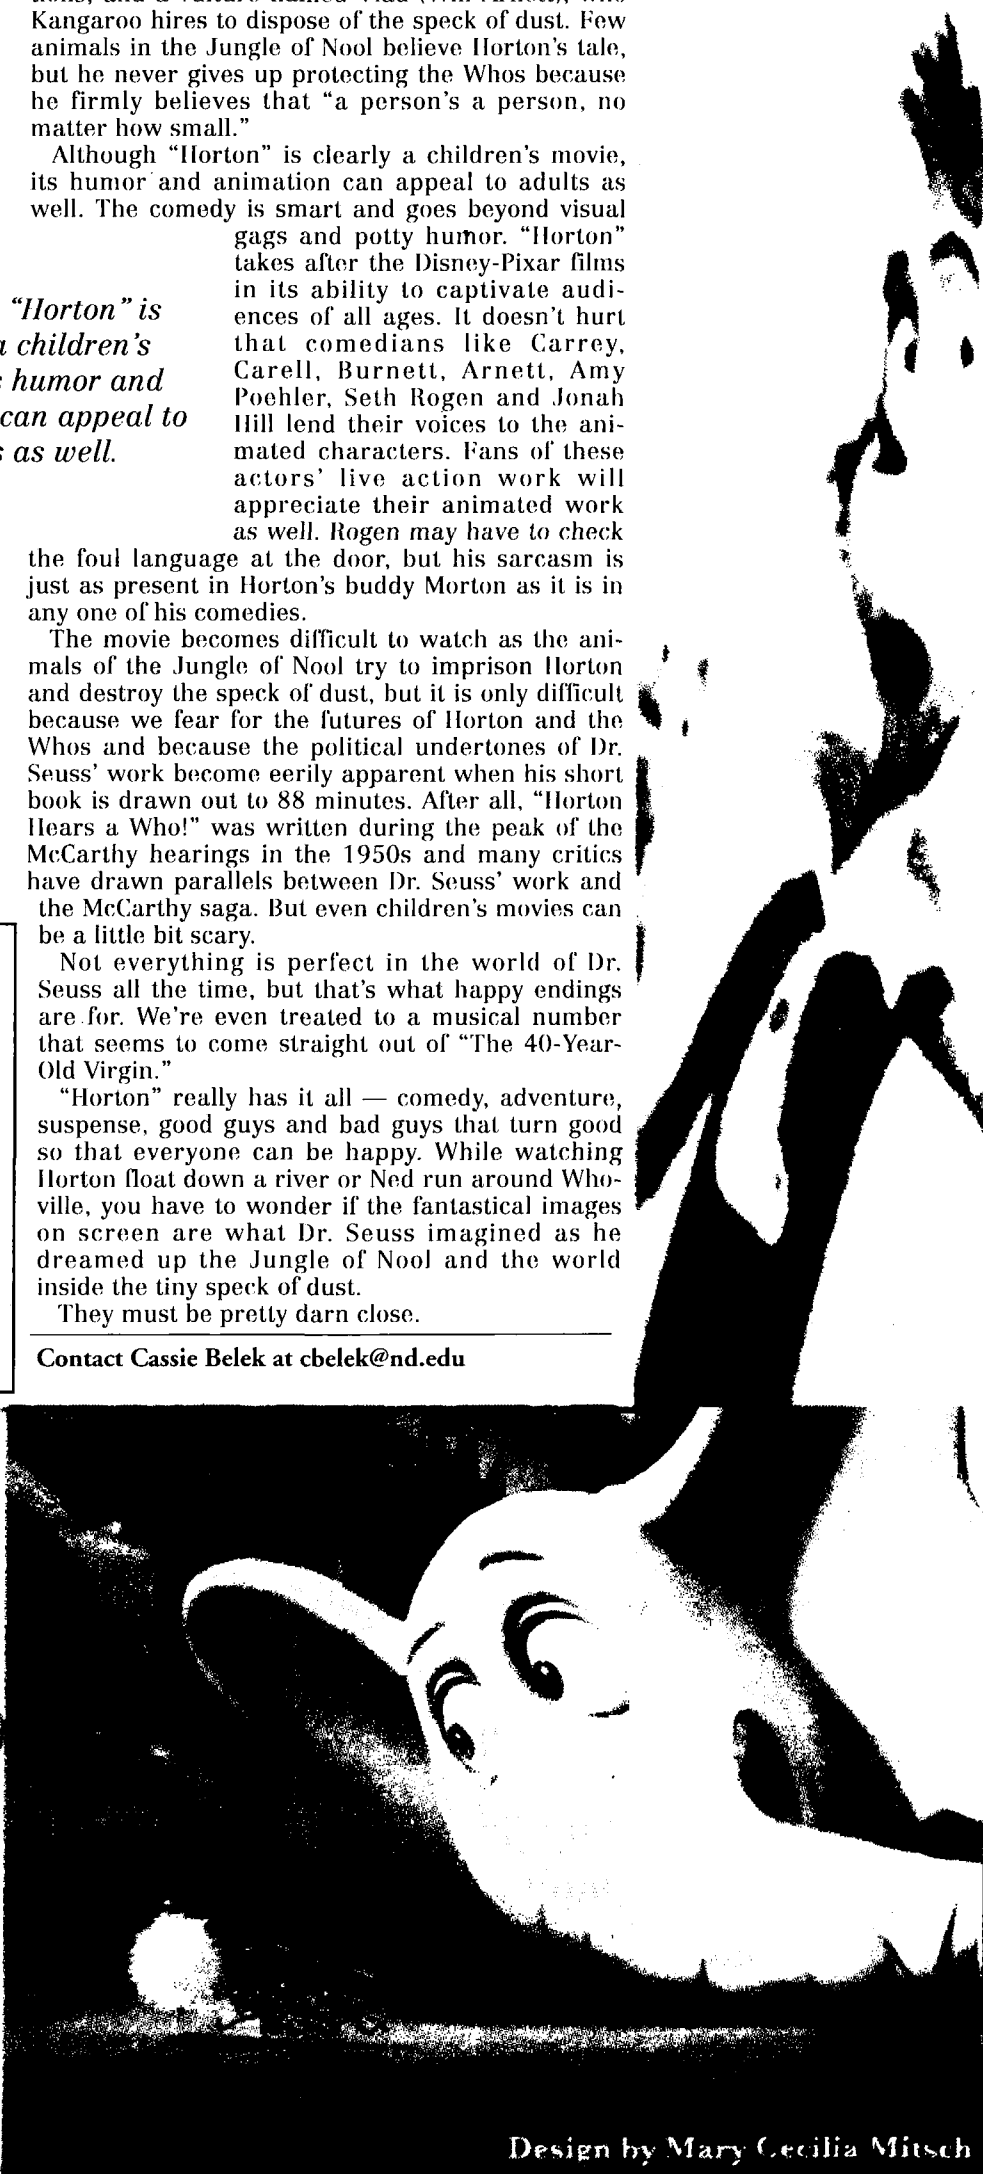 Kangaroo hires to dispose of the speck of dust. Few
animals in the Jungle of Nool believe Horton's tale,
but he never gives up protecting the Whos because
he firmly believes that “a person's a person, no
matter how small.”
Although “Horton” is clearly a children's movie,
its humor and animation can appeal to adults as
well. The comedy is smart and goes beyond visual
gags and potty humor. “Horton”
takes after the Disney-Pixar films
in its ability to captivate audi-
ences of all ages. It doesn't hurt
that comedians like Carrey,
Carell, Burnett, Arnett, Amy
Poehler, Seth Rogen and Jonah
Hill lend their voices to the ani-
mated characters. Fans of these
actors' live action work will
appreciate their animated work
as well. Rogen may have to check
the foul language at the door, but his sarcasm is
just as present in Horton's buddy Morton as it is in
any one of his comedies.
The movie becomes difficult to watch as the ani-
mals of the Jungle of Nool try to imprison Horton
and destroy the speck of dust, but it is only difficult
because we fear for the futures of Horton and the
Whos and because the political undertones of Dr.
Seuss' work become eerily apparent when his short
book is drawn out to 88 minutes. After all, “Horton
Hears a Who!” was written during the peak of the
McCarthy hearings in the 1950s and many critics
have drawn parallels between Dr. Seuss' work and
the McCarthy saga. But even children's movies can
be a little bit scary.
Not everything is perfect in the world of Dr.
Seuss all the time, but that's what happy endings
are for. We're even treated to a musical number
that seems to come straight out of “The 40-Year-
Old Virgin.”
“Horton” really has it all — comedy, adventure,
suspense, good guys and bad guys that turn good
so that everyone can be happy. While watching
Horton float down a river or Ned run around Who-
ville, you have to wonder if the fantastical images
on screen are what Dr. Seuss imagined as he
dreamed up the Jungle of Nool and the world
inside the tiny speck of dust.
They must be pretty darn close.
Contact Cassie Belek at cbelek@nd.edu
“Horton” is
children's
humor and
can appeal to
as well.
Design by Mary Cecilia Mitsch